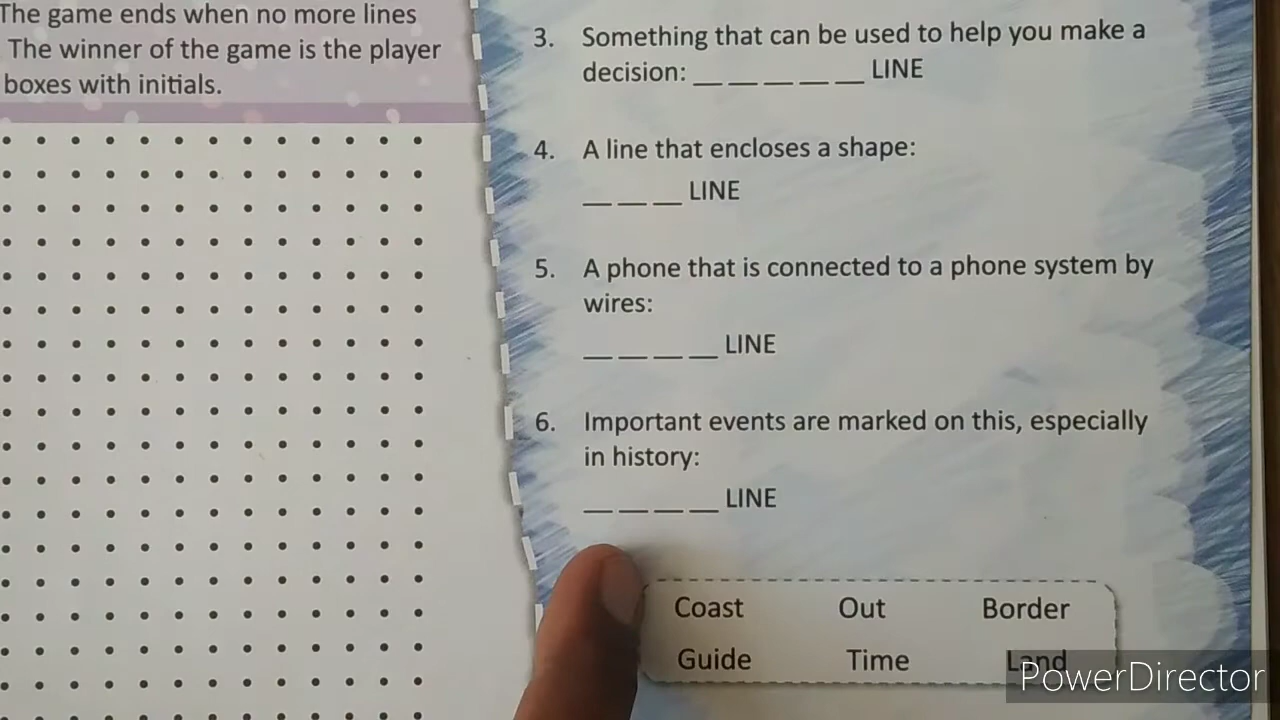 The game ends when no more lines
The winner of the game is the player
boxes with initials.
3. Something that can be used to help you make a
decision: _ _ _ _ _ LINE
4. A line that encloses a shape:
_ _ _ LINE
5. A phone that is connected to a phone system by
wires:
_ _ _ _ LINE
6. Important events are marked on this, especially
in history:
_ _ _ _ LINE
Coast Out Border
Guide Time Land
PowerDirector